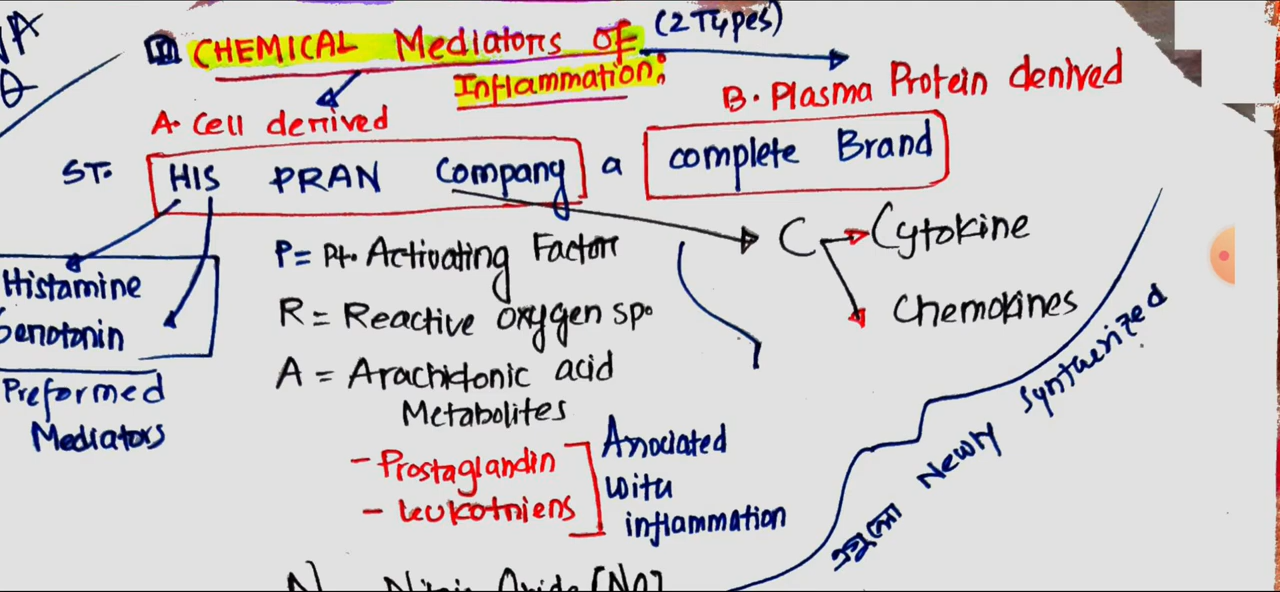 CHEMICAL Mediators OF (2 Types)
Inflammation:
A. Cell derived
B. Plasma Protein derived
ST. HIS PRAN Company a complete Brand
C → Cytokine
Chemokines
Histamine
Serotonin
Preformed
Mediators
P = Pt. Activating Factor
R = Reactive oxygen sp.
A = Arachidonic acid
Metabolites
- Prostaglandin
- Leukotriens
Associated
with
inflammation
Newly Synthesized